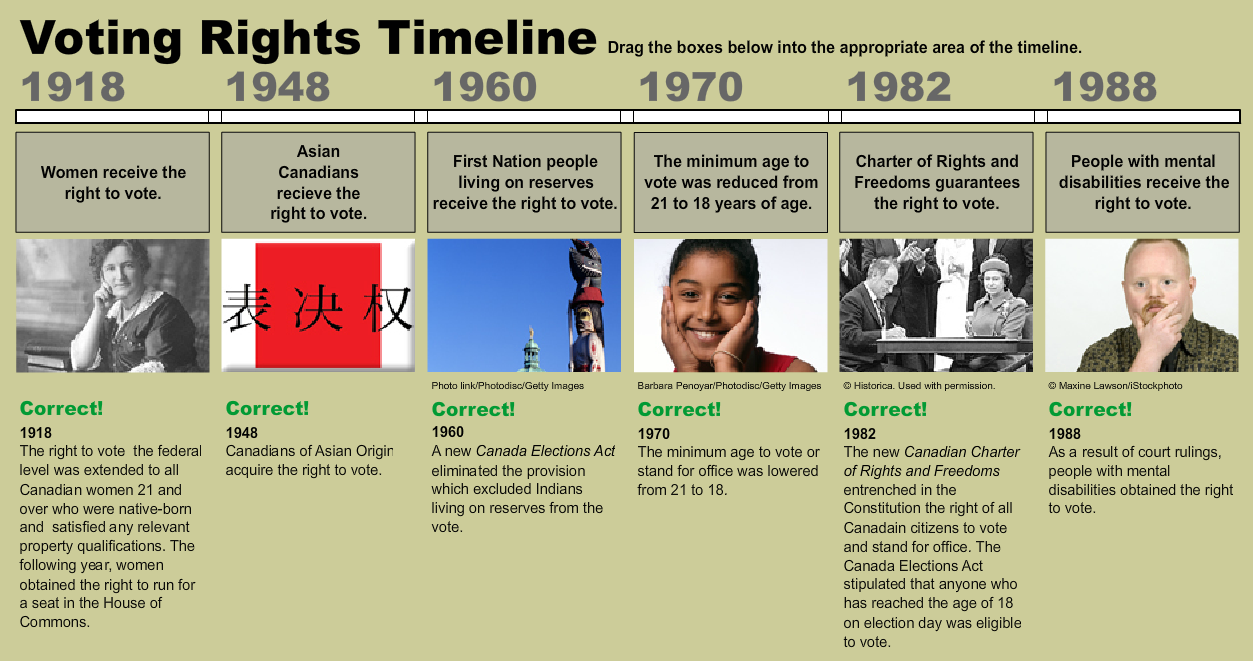 Voting Rights Timeline Drag the boxes below into the appropriate area of the timeline.
1918
1948
1960
1970
1982
1988
Women receive the
right to vote.
Asian
Canadians
recieve the
right to vote.
First Nation people
living on reserves
receive the right to vote.
The minimum age to
vote was reduced from
21 to 18 years of age.
Charter of Rights and
Freedoms guarantees
the right to vote.
People with mental
disabilities receive the
right to vote.
表决权
Photo link/Photodisc/Getty Images
Barbara Penoyar/Photodisc/Getty Images
© Historica. Used with permission.
© Maxine Lawson/iStockphoto
Correct!
1918
The right to vote the federal
level was extended to all
Canadian women 21 and
over who were native-born
and satisfied any relevant
property qualifications. The
following year, women
obtained the right to run for
a seat in the House of
Commons.
Correct!
1948
Canadians of Asian Origin
acquire the right to vote.
Correct!
1960
A new Canada Elections Act
eliminated the provision
which excluded Indians
living on reserves from the
vote.
Correct!
1970
The minimum age to vote or
stand for office was lowered
from 21 to 18.
Correct!
1982
The new Canadian Charter
of Rights and Freedoms
entrenched in the
Constitution the right of all
Canadain citizens to vote
and stand for office. The
Canada Elections Act
stipulated that anyone who
has reached the age of 18
on election day was eligible
to vote.
Correct!
1988
As a result of court rulings,
people with mental
disabilities obtained the right
to vote.